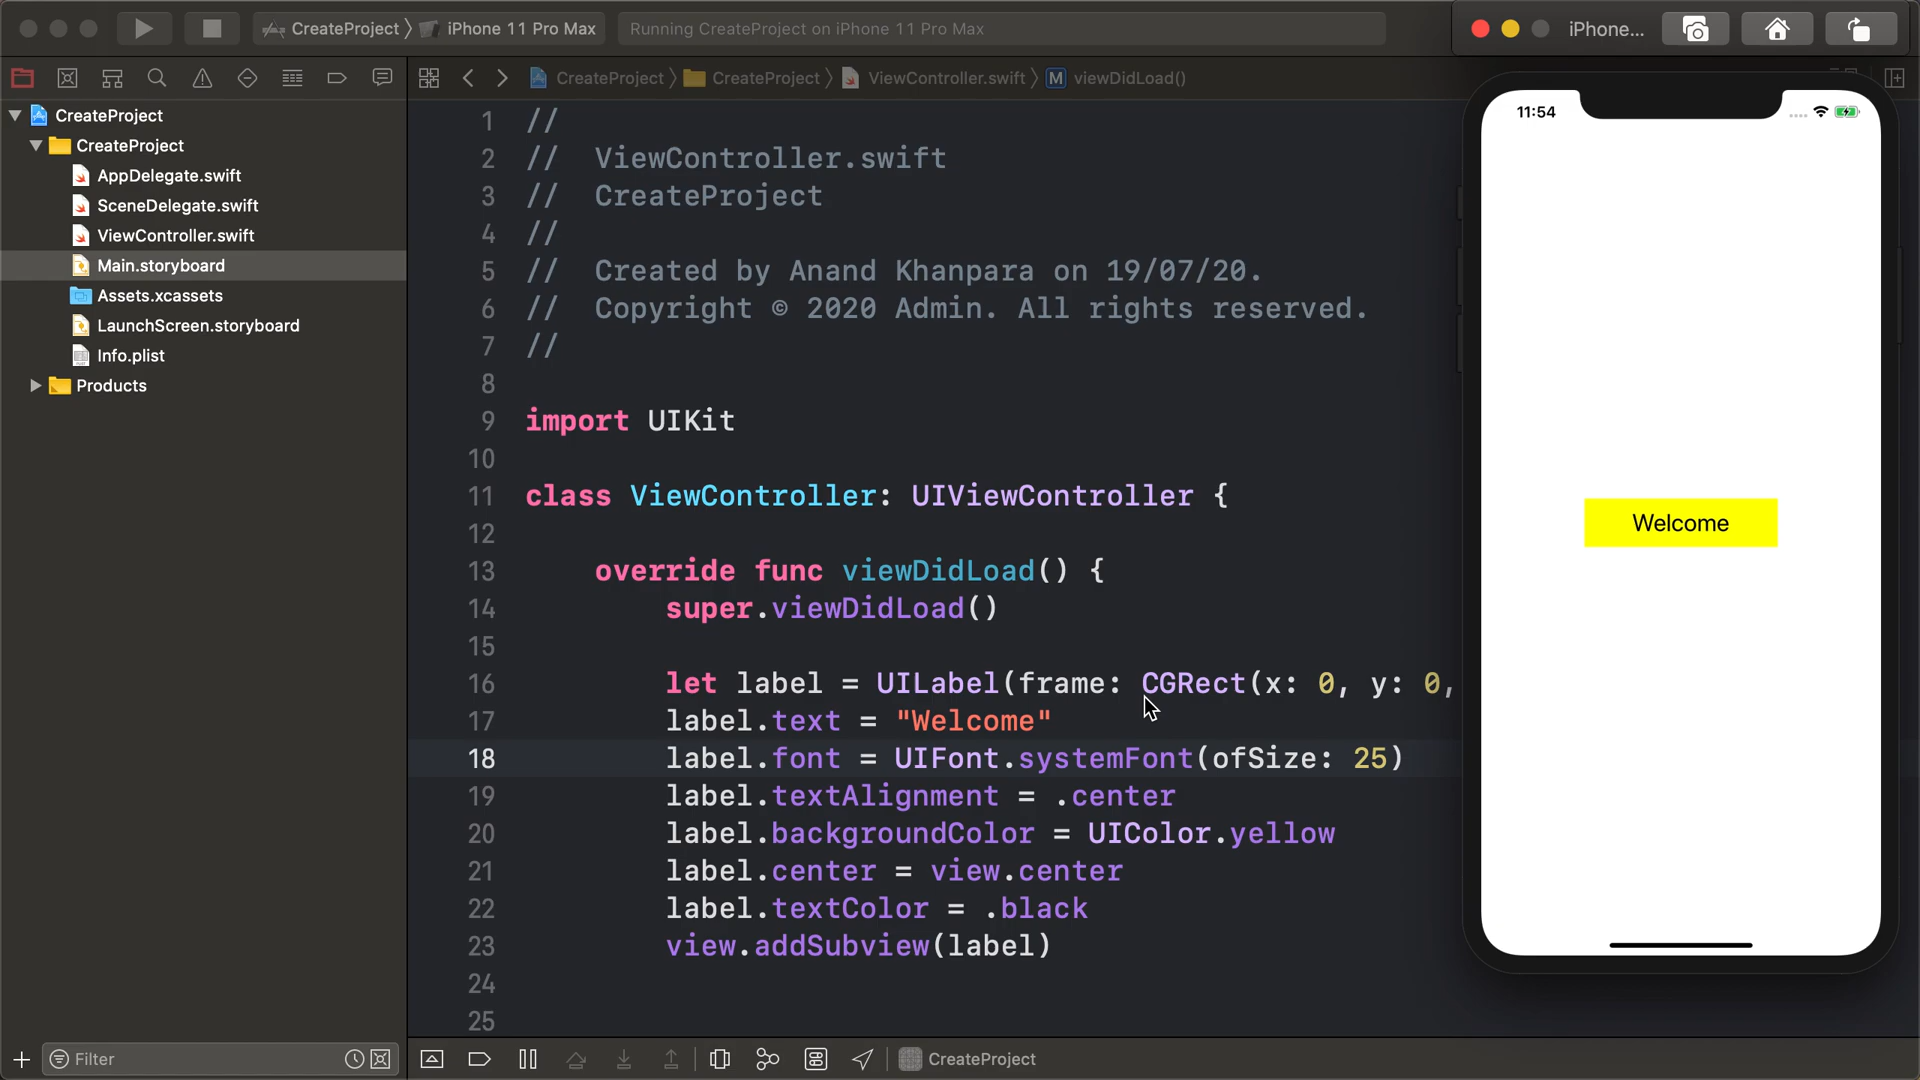 CreateProject 〉 iPhone 11 Pro Max
Running CreateProject on iPhone 11 Pro Max
iPhone...
CreateProject 〉 CreateProject 〉 ViewController.swift 〉 M viewDidLoad()
CreateProject
CreateProject
AppDelegate.swift
SceneDelegate.swift
ViewController.swift
Main.storyboard
Assets.xcassets
LaunchScreen.storyboard
Info.plist
Products
Filter
1 //
2 //  ViewController.swift
3 //  CreateProject
4 //
5 //  Created by Anand Khanpara on 19/07/20.
6 //  Copyright © 2020 Admin. All rights reserved.
7 //
8
9 import UIKit
10
11 class ViewController: UIViewController {
12
13     override func viewDidLoad() {
14         super.viewDidLoad()
15
16         let label = UILabel(frame: CGRect(x: 0, y: 0,
17         label.text = "Welcome"
18         label.font = UIFont.systemFont(ofSize: 25)
19         label.textAlignment = .center
20         label.backgroundColor = UIColor.yellow
21         label.center = view.center
22         label.textColor = .black
23         view.addSubview(label)
24
25
CreateProject
11:54
Welcome